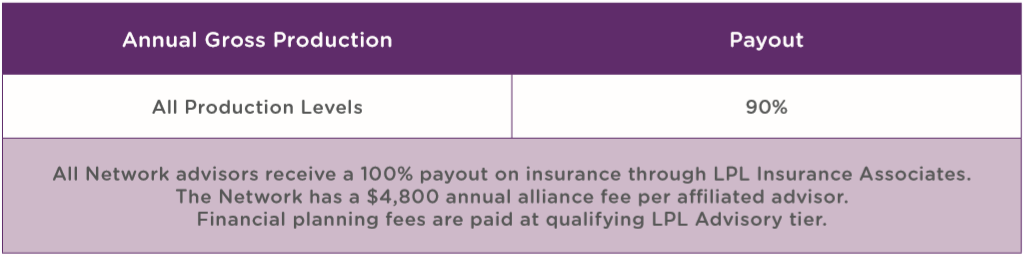 Annual Gross Production Payout
All Production Levels 90%
All Network advisors receive a 100% payout on insurance through LPL Insurance Associates.
The Network has a $4,800 annual alliance fee per affiliated advisor.
Financial planning fees are paid at qualifying LPL Advisory tier.